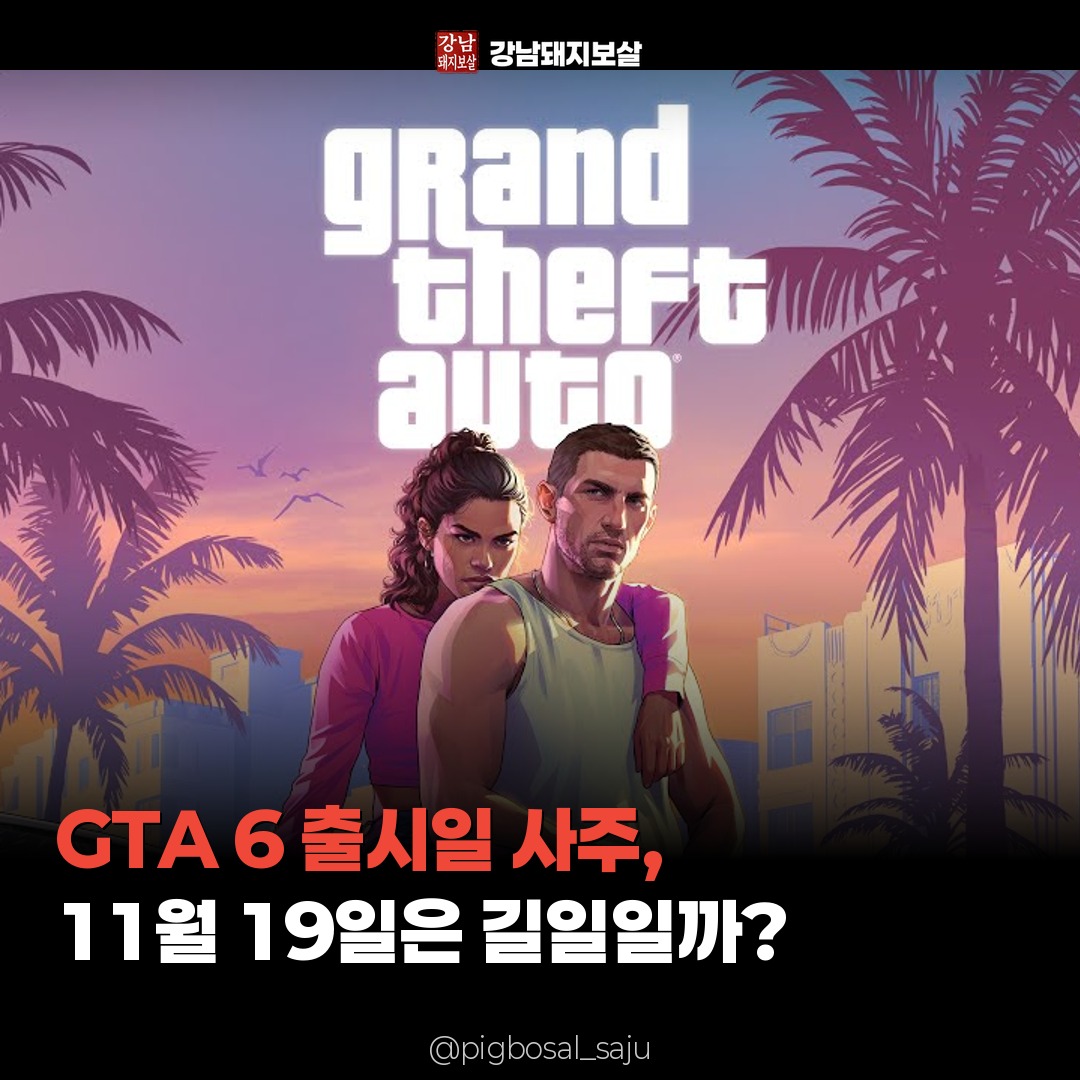 강남
돼지보살
강남돼지보살
grand
theft
auto®
GTA 6 출시일 사주,
11월 19일은 길일일까?
@pigbosal_saju